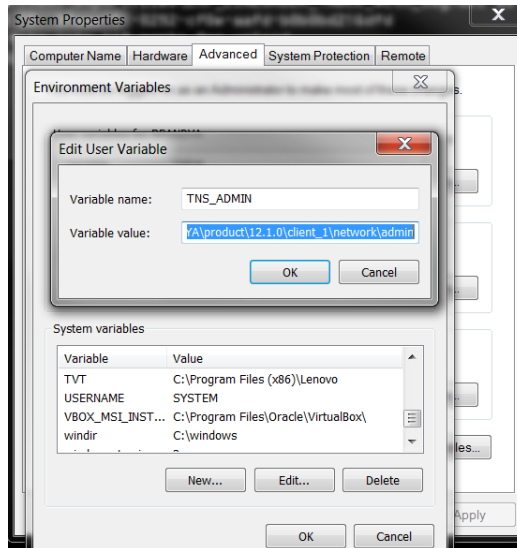 System Properties
Computer Name Hardware Advanced System Protection Remote
Environment Variables
Edit User Variable
Variable name: TNS_ADMIN
Variable value: YA\product\12.1.0\client_1\network\admin
OK Cancel
System variables
Variable Value
TVT C:\Program Files (x86)\Lenovo
USERNAME SYSTEM
VBOX_MSI_INST... C:\Program Files\Oracle\VirtualBox\
windir C:\windows
New... Edit... Delete
les...
Apply
OK Cancel